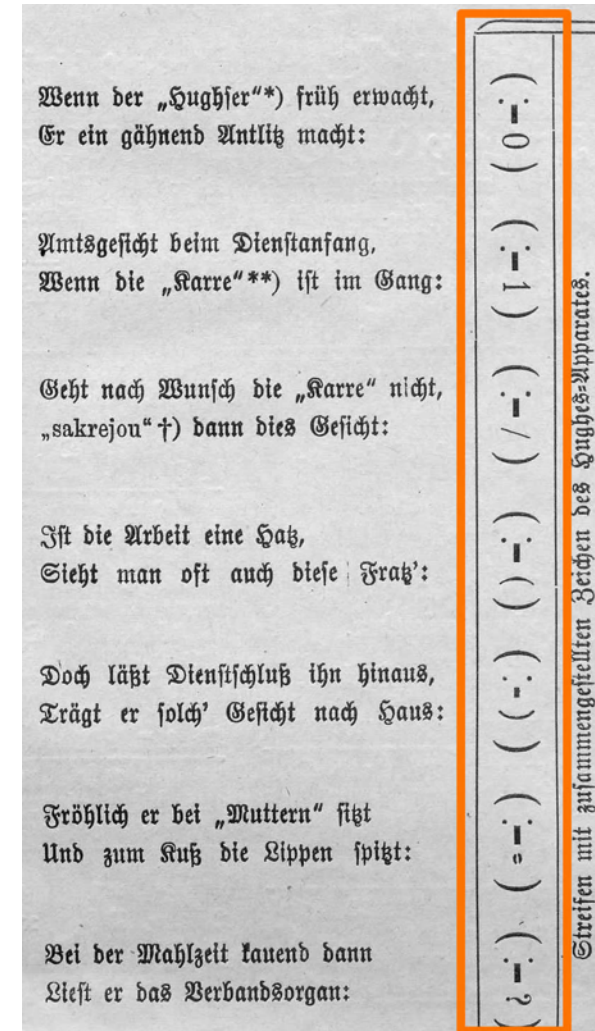 Wenn der „Hughſer“*) früh erwacht,
Er ein gähnend Antlitz macht:
(:-0)
Amtsgeſicht beim Dienſtanfang,
Wenn die „Karre“**) iſt im Gang:
(:-1)
Geht nach Wunſch die „Karre“ nicht,
„sakrejou“ †) dann dies Geſicht:
(:-/)
Iſt die Arbeit eine Hatz,
Sieht man oft auch dieſe Fratz':
(:-()
Doch läßt Dienſtſchluß ihn hinaus,
Trägt er ſolch' Geſicht nach Haus:
(:-))
Fröhlich er bei „Muttern“ ſitzt
Und zum Kuß die Lippen ſpitzt:
(:-º)
Bei der Mahlzeit kauend dann
Lieſt er das Verbandsorgan:
(:-?)
Streifen mit zuſammengeſtellten Zeichen des Hughes-Apparates.